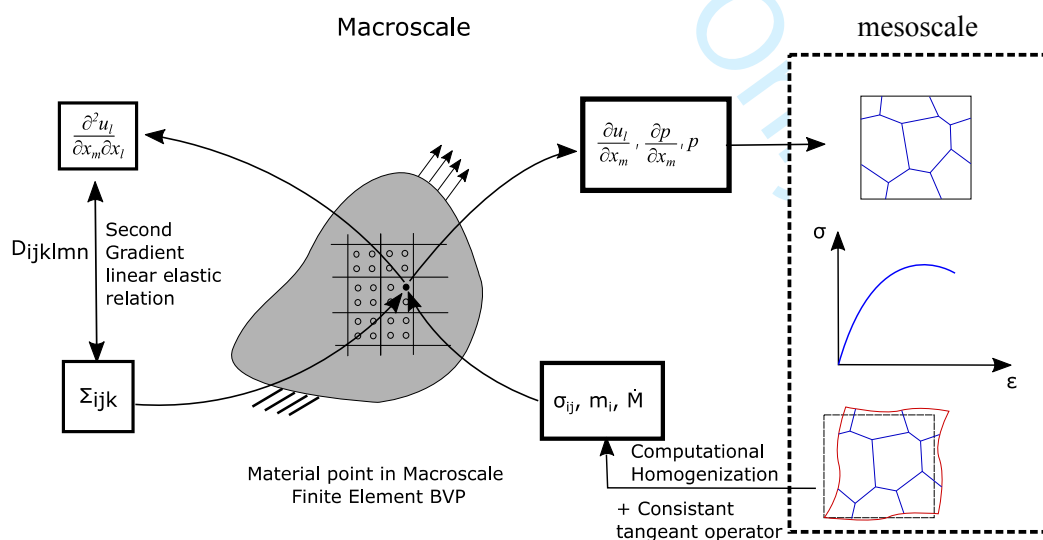 Macroscale
mesoscale
∂²u_l
∂x_m∂x_l
∂u_l/∂x_m, ∂p/∂x_m, p
D_ijklmn
Second
Gradient
linear elastic
relation
σ
ε
Σ_ijk
σ_ij, m_i, Ṁ
Computational
Homogenization
Material point in Macroscale
Finite Element BVP
+ Consistant
tangeant operator